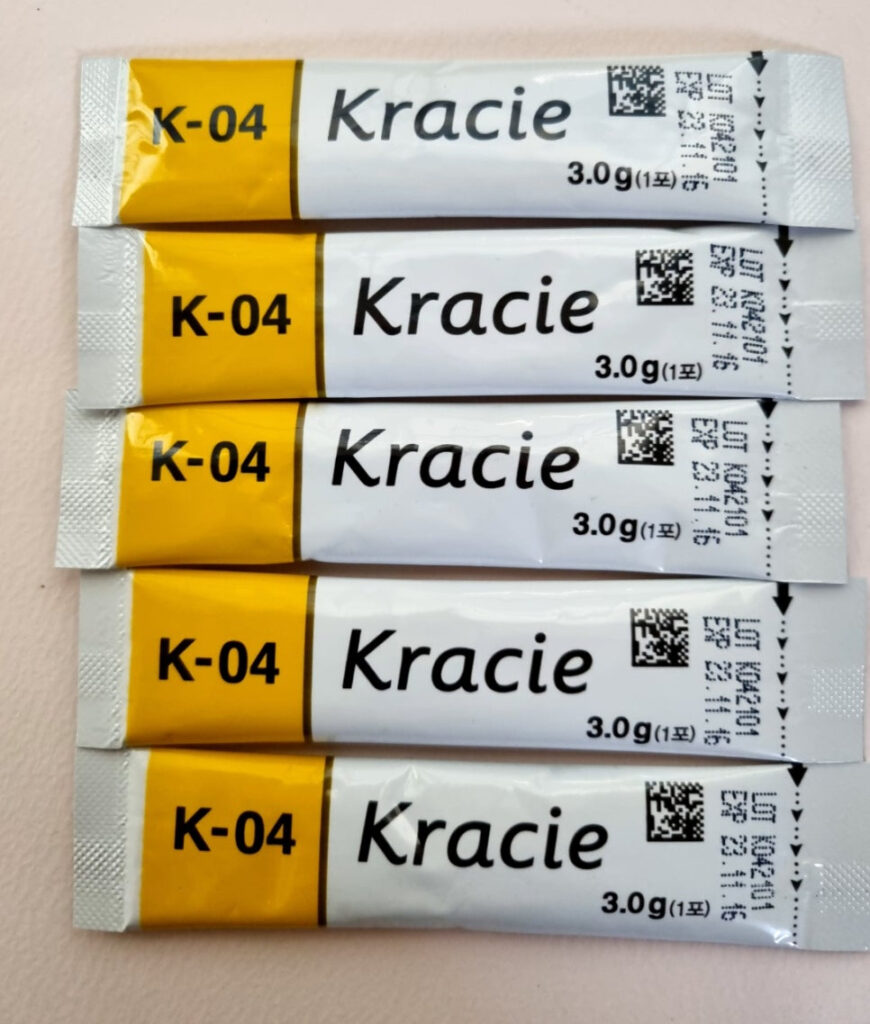 K-04
Kracie
3.0g(1포)
LOT K042101
EXP 23.11.16
K-04
Kracie
3.0g(1포)
LOT K042101
EXP 23.11.16
K-04
Kracie
3.0g(1포)
LOT K042101
EXP 23.11.16
K-04
Kracie
3.0g(1포)
LOT K042101
EXP 23.11.16
K-04
Kracie
3.0g(1포)
LOT K042101
EXP 23.11.16